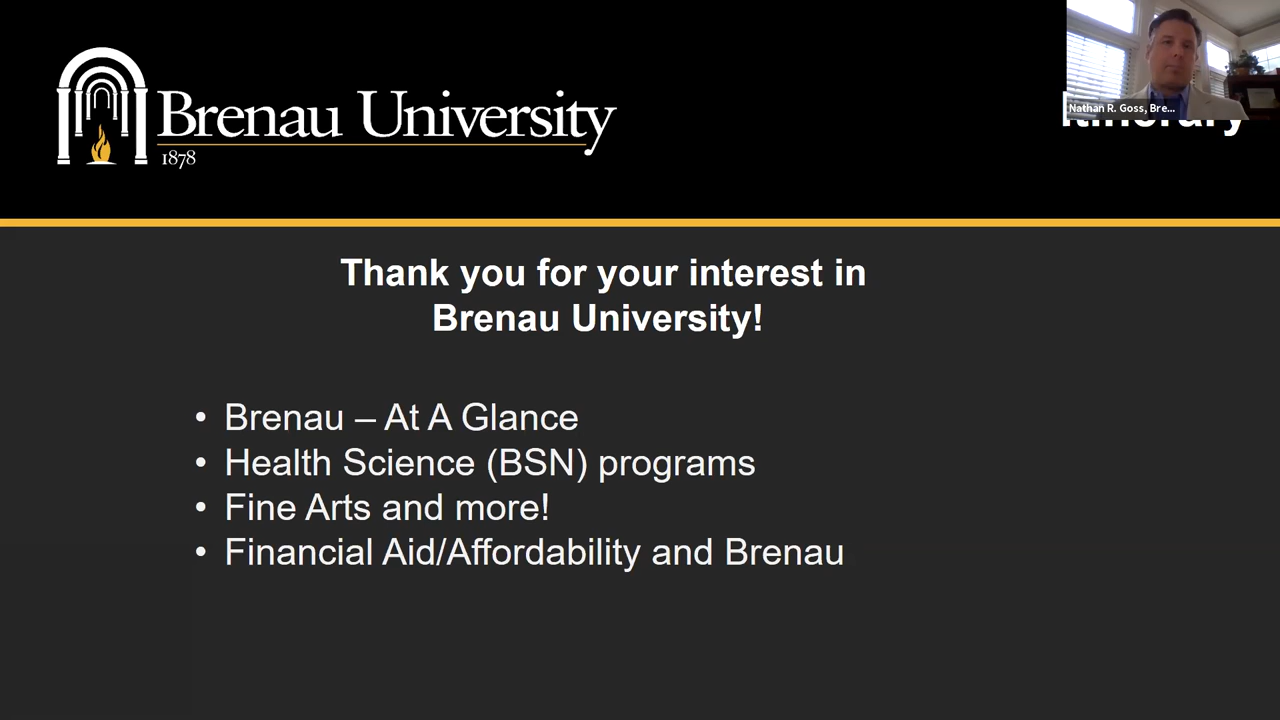 Brenau University
1878
Nathan R. Goss, Bre...
Itinerary
Thank you for your interest in
Brenau University!
• Brenau – At A Glance
• Health Science (BSN) programs
• Fine Arts and more!
• Financial Aid/Affordability and Brenau